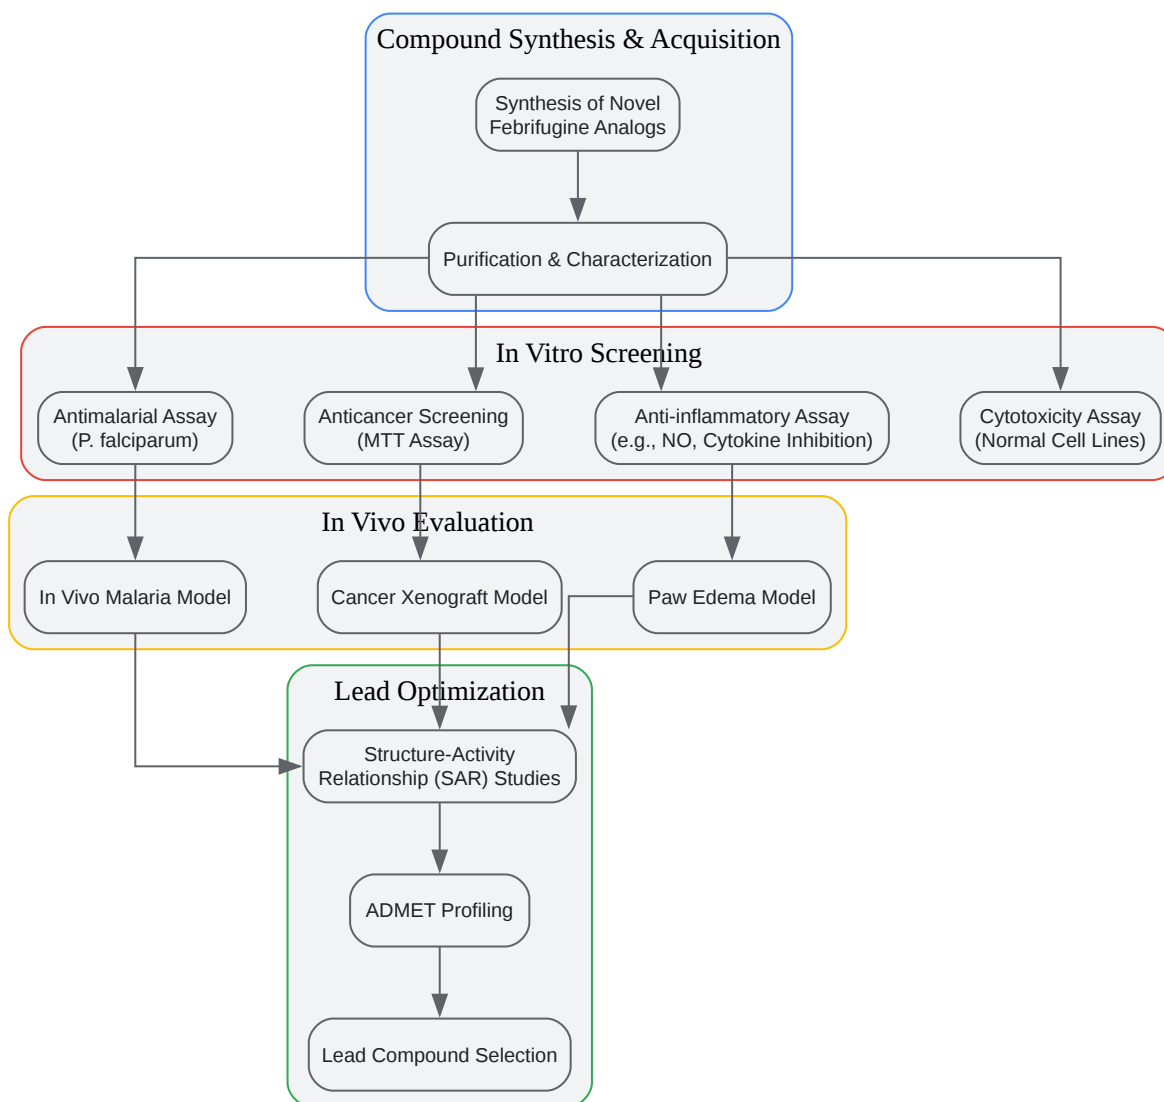 Compound Synthesis & Acquisition
Synthesis of Novel
Febrifugine Analogs
Purification & Characterization
In Vitro Screening
Antimalarial Assay
(P. falciparum)
Anticancer Screening
(MTT Assay)
Anti-inflammatory Assay
(e.g., NO, Cytokine Inhibition)
Cytotoxicity Assay
(Normal Cell Lines)
In Vivo Evaluation
In Vivo Malaria Model
Cancer Xenograft Model
Paw Edema Model
Lead Optimization
Structure-Activity
Relationship (SAR) Studies
ADMET Profiling
Lead Compound Selection